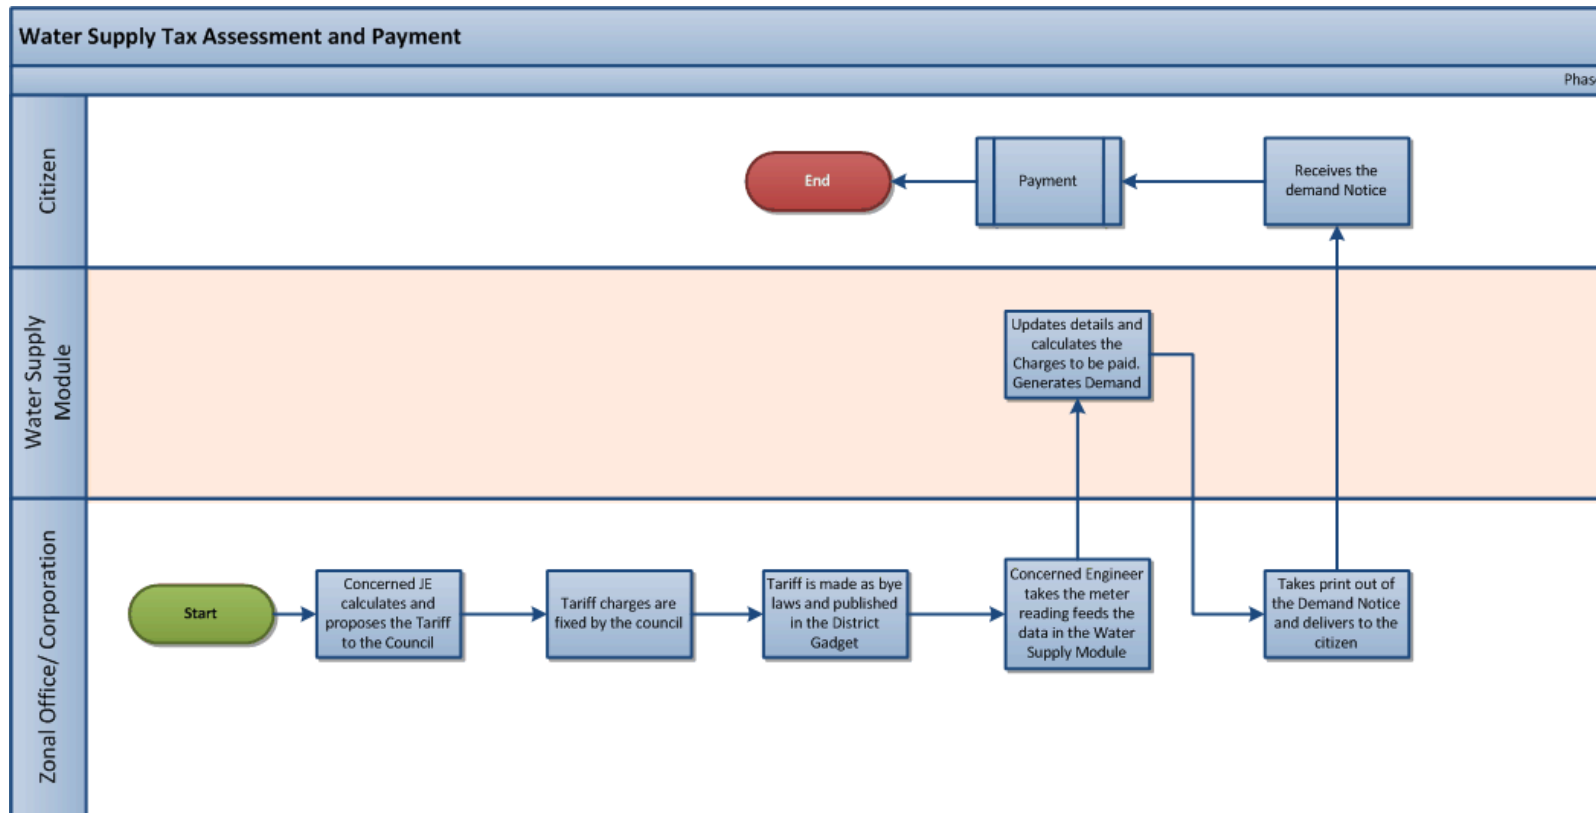 Water Supply Tax Assessment and Payment
Phas
Citizen
End
Payment
Receives the
demand Notice
Water Supply
Module
Updates details and
calculates the
Charges to be paid.
Generates Demand
Zonal Office/ Corporation
Start
Concerned JE
calculates and
proposes the Tariff
to the Council
Tariff charges are
fixed by the council
Tariff is made as bye
laws and published
in the District
Gadget
Concerned Engineer
takes the meter
reading feeds the
data in the Water
Supply Module
Takes print out of
the Demand Notice
and delivers to the
citizen